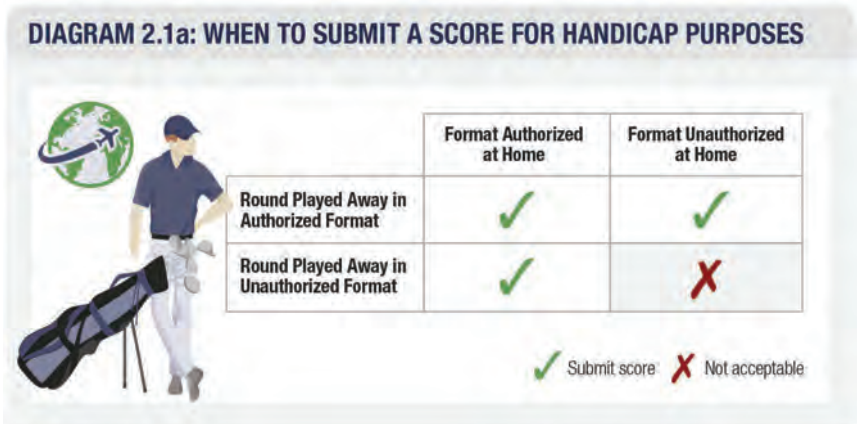 DIAGRAM 2.1a: WHEN TO SUBMIT A SCORE FOR HANDICAP PURPOSES
Format Authorized
at Home
Format Unauthorized
at Home
Round Played Away in
Authorized Format
Round Played Away in
Unauthorized Format
Submit score
Not acceptable